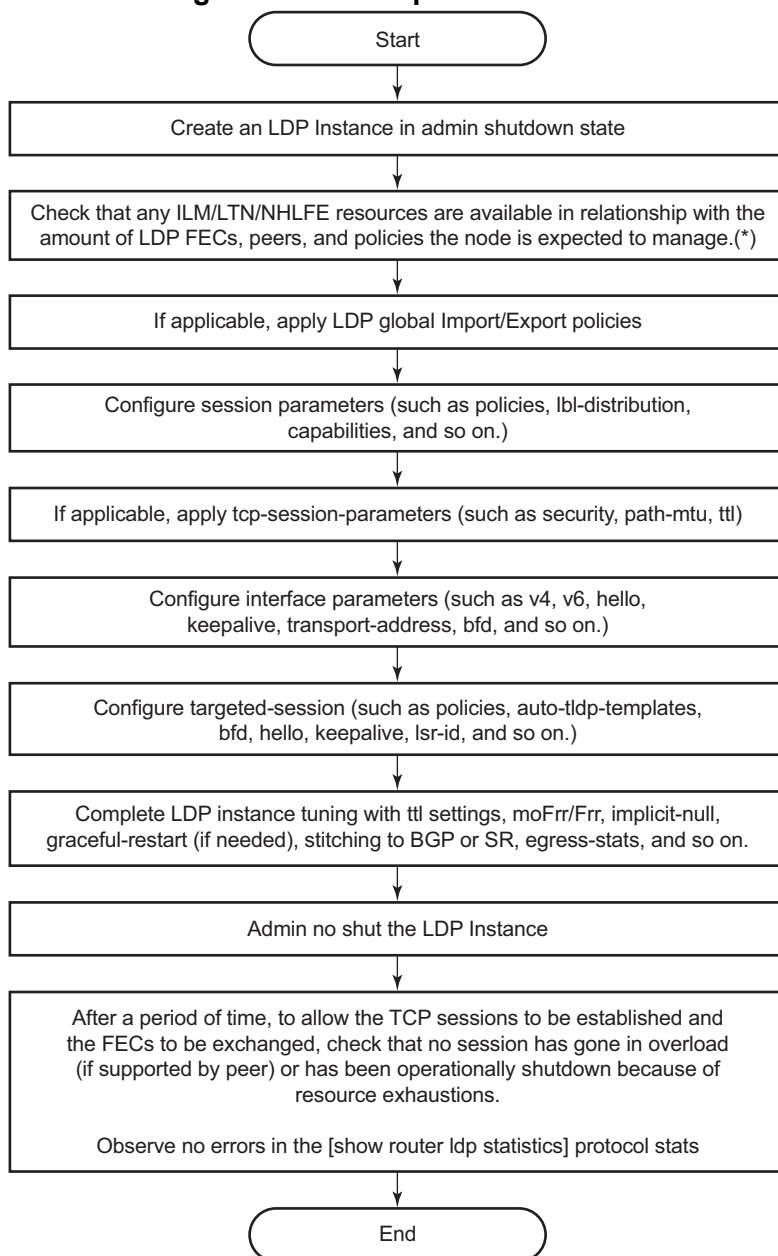 Start
Create an LDP Instance in admin shutdown state
Check that any ILM/LTN/NHLFE resources are available in relationship with the
amount of LDP FECs, peers, and policies the node is expected to manage.(*)
If applicable, apply LDP global Import/Export policies
Configure session parameters (such as policies, lbl-distribution,
capabilities, and so on.)
If applicable, apply tcp-session-parameters (such as security, path-mtu, ttl)
Configure interface parameters (such as v4, v6, hello,
keepalive, transport-address, bfd, and so on.)
Configure targeted-session (such as policies, auto-tldp-templates,
bfd, hello, keepalive, lsr-id, and so on.)
Complete LDP instance tuning with ttl settings, moFrr/Frr, implicit-null,
graceful-restart (if needed), stitching to BGP or SR, egress-stats, and so on.
Admin no shut the LDP Instance
After a period of time, to allow the TCP sessions to be established and
the FECs to be exchanged, check that no session has gone in overload
(if supported by peer) or has been operationally shutdown because of
resource exhaustions.
Observe no errors in the [show router ldp statistics] protocol stats
End